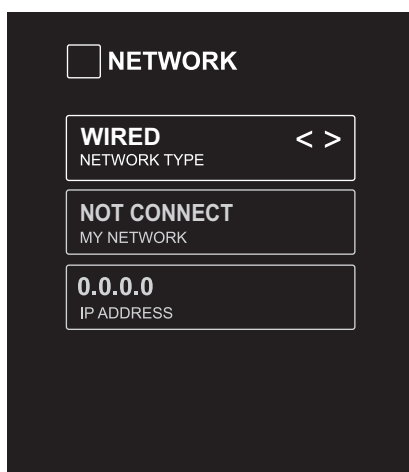 NETWORK
WIRED < >
NETWORK TYPE
NOT CONNECT
MY NETWORK
0.0.0.0
IP ADDRESS